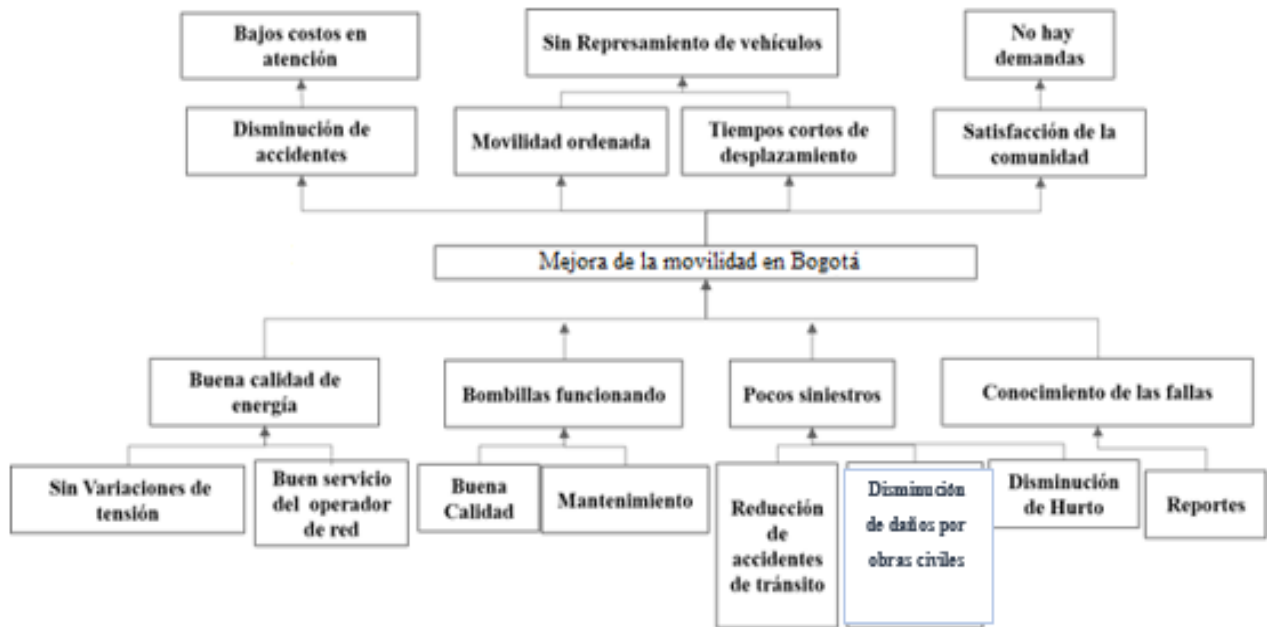 Bajos costos en
atención
Sin Represamiento de vehículos
No hay
demandas
Disminución de
accidentes
Movilidad ordenada
Tiempos cortos de
desplazamiento
Satisfacción de la
comunidad
Mejora de la movilidad en Bogotá
Buena calidad de
energía
Bombillas funcionando
Pocos siniestros
Conocimiento de las fallas
Sin Variaciones de
tensión
Buen servicio
del operador
de red
Buena
Calidad
Mantenimiento
Reducción
de
accidentes
de tránsito
Disminución
de daños por
obras civiles
Disminución
de Hurto
Reportes